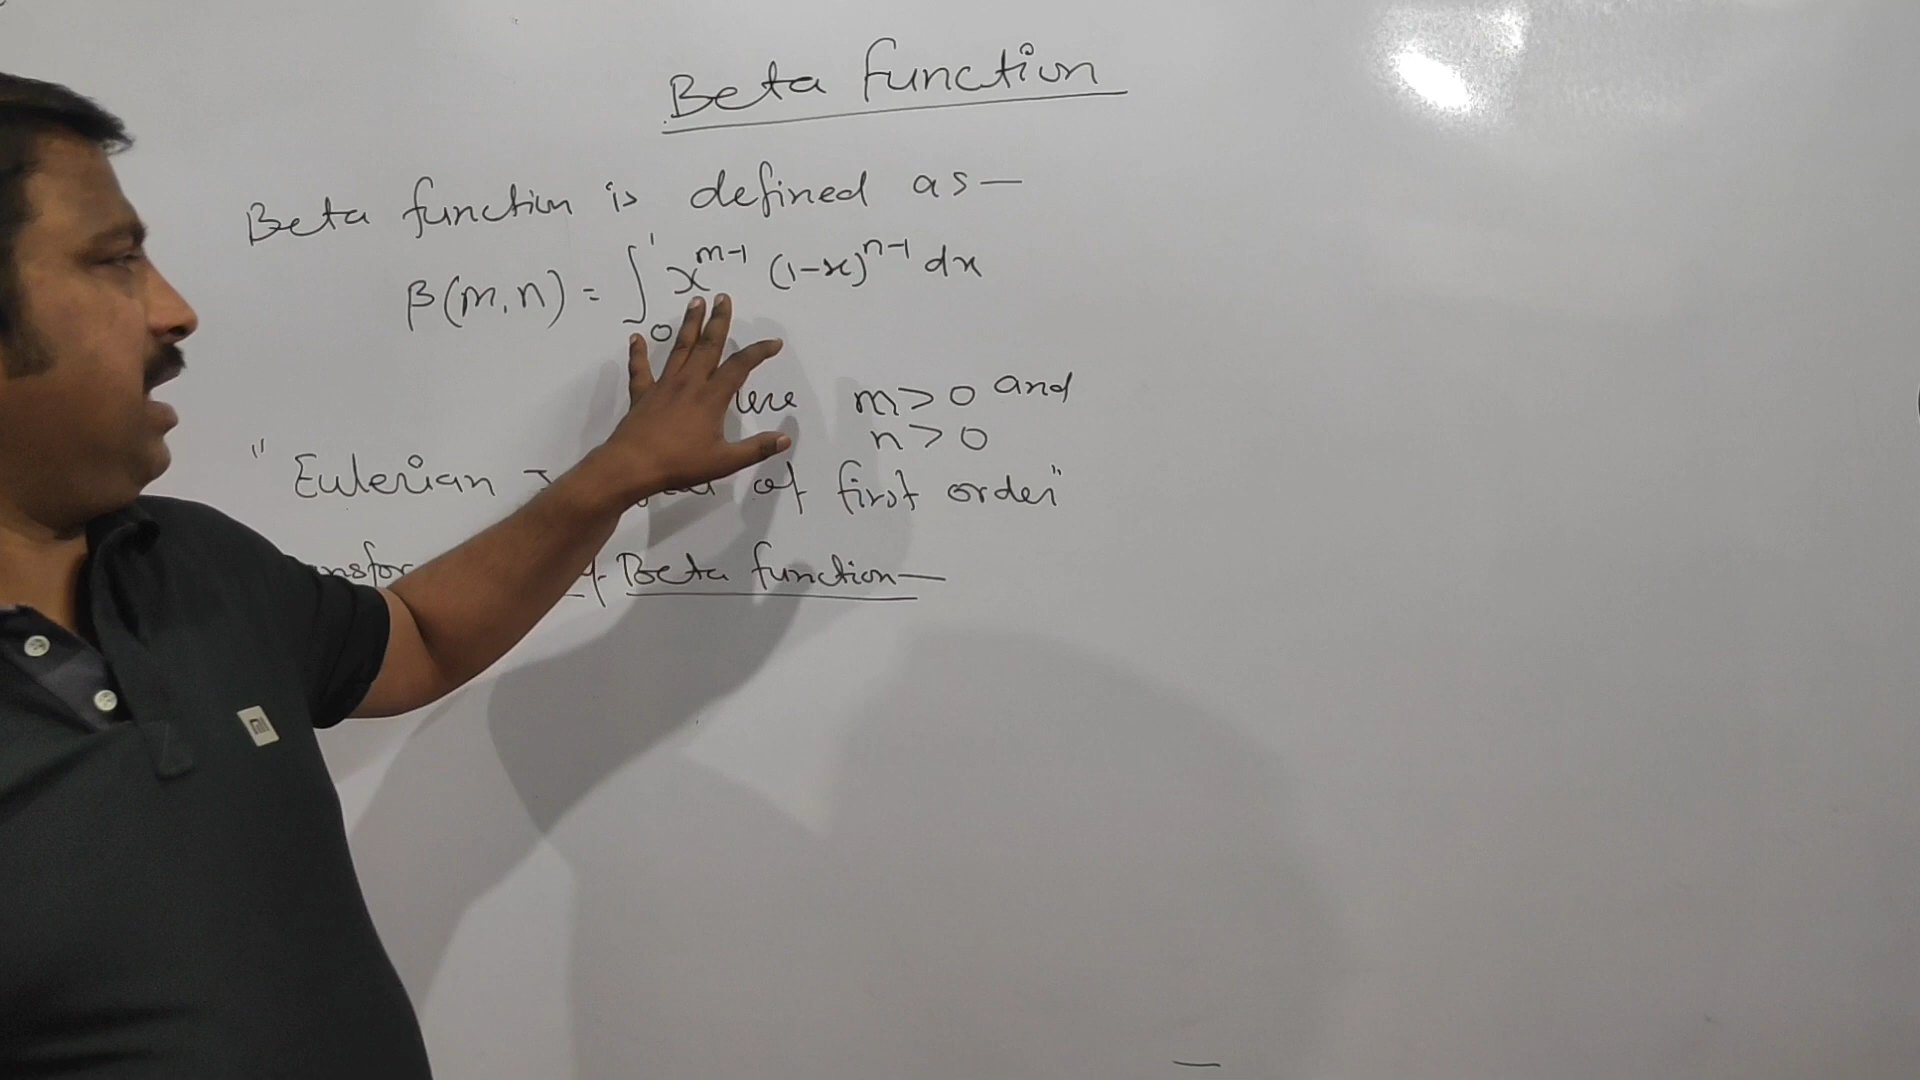 Beta function
Beta function is defined as—
β(m,n) = ∫₀¹ x^(m-1) (1-x)^(n-1) dx
m>0 and
n>0
"Eulerian of first order"
Beta function—